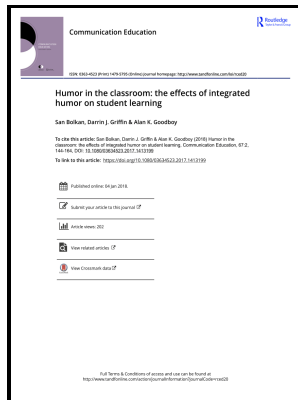 Communication Education
Routledge
ISSN: 0363-4523 (Print) 1479-5795 (Online) Journal homepage: http://www.tandfonline.com/loi/rced20
Humor in the classroom: the effects of integrated
humor on student learning
San Bolkan, Darrin J. Griffin & Alan K. Goodboy
To cite this article: San Bolkan, Darrin J. Griffin & Alan K. Goodboy (2018) Humor in
the classroom: the effects of integrated humor on student learning, Communication Education, 67:2,
144-164, DOI: 10.1080/03634523.2017.1413199
To link to this article: https://doi.org/10.1080/03634523.2017.1413199
Published online: 04 Jan 2018.
Submit your article to this journal
Article views: 202
View related articles
View Crossmark data
Full Terms & Conditions of access and use can be found at
http://www.tandfonline.com/action/journalInformation?journalCode=rced20